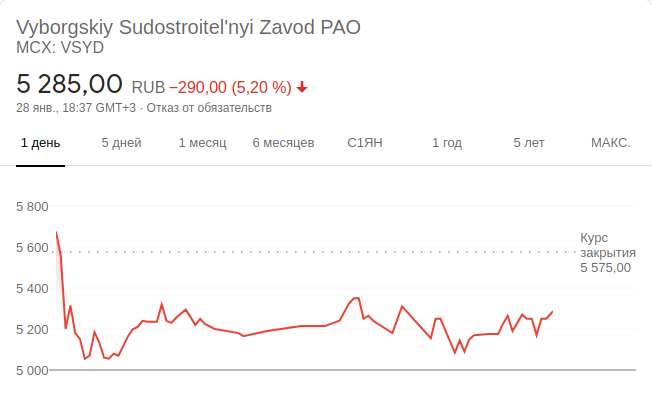 Vyborgskiy Sudostroitel'nyi Zavod PAO
MCX: VSYD
5 285,00 RUB −290,00 (5,20 %)
28 янв., 18:37 GMT+3 · Отказ от обязательств
1 день 5 дней 1 месяц 6 месяцев С1ЯН 1 год 5 лет МАКС.
5 800
5 600
5 400
5 200
5 000
Курс
закрытия
5 575,00